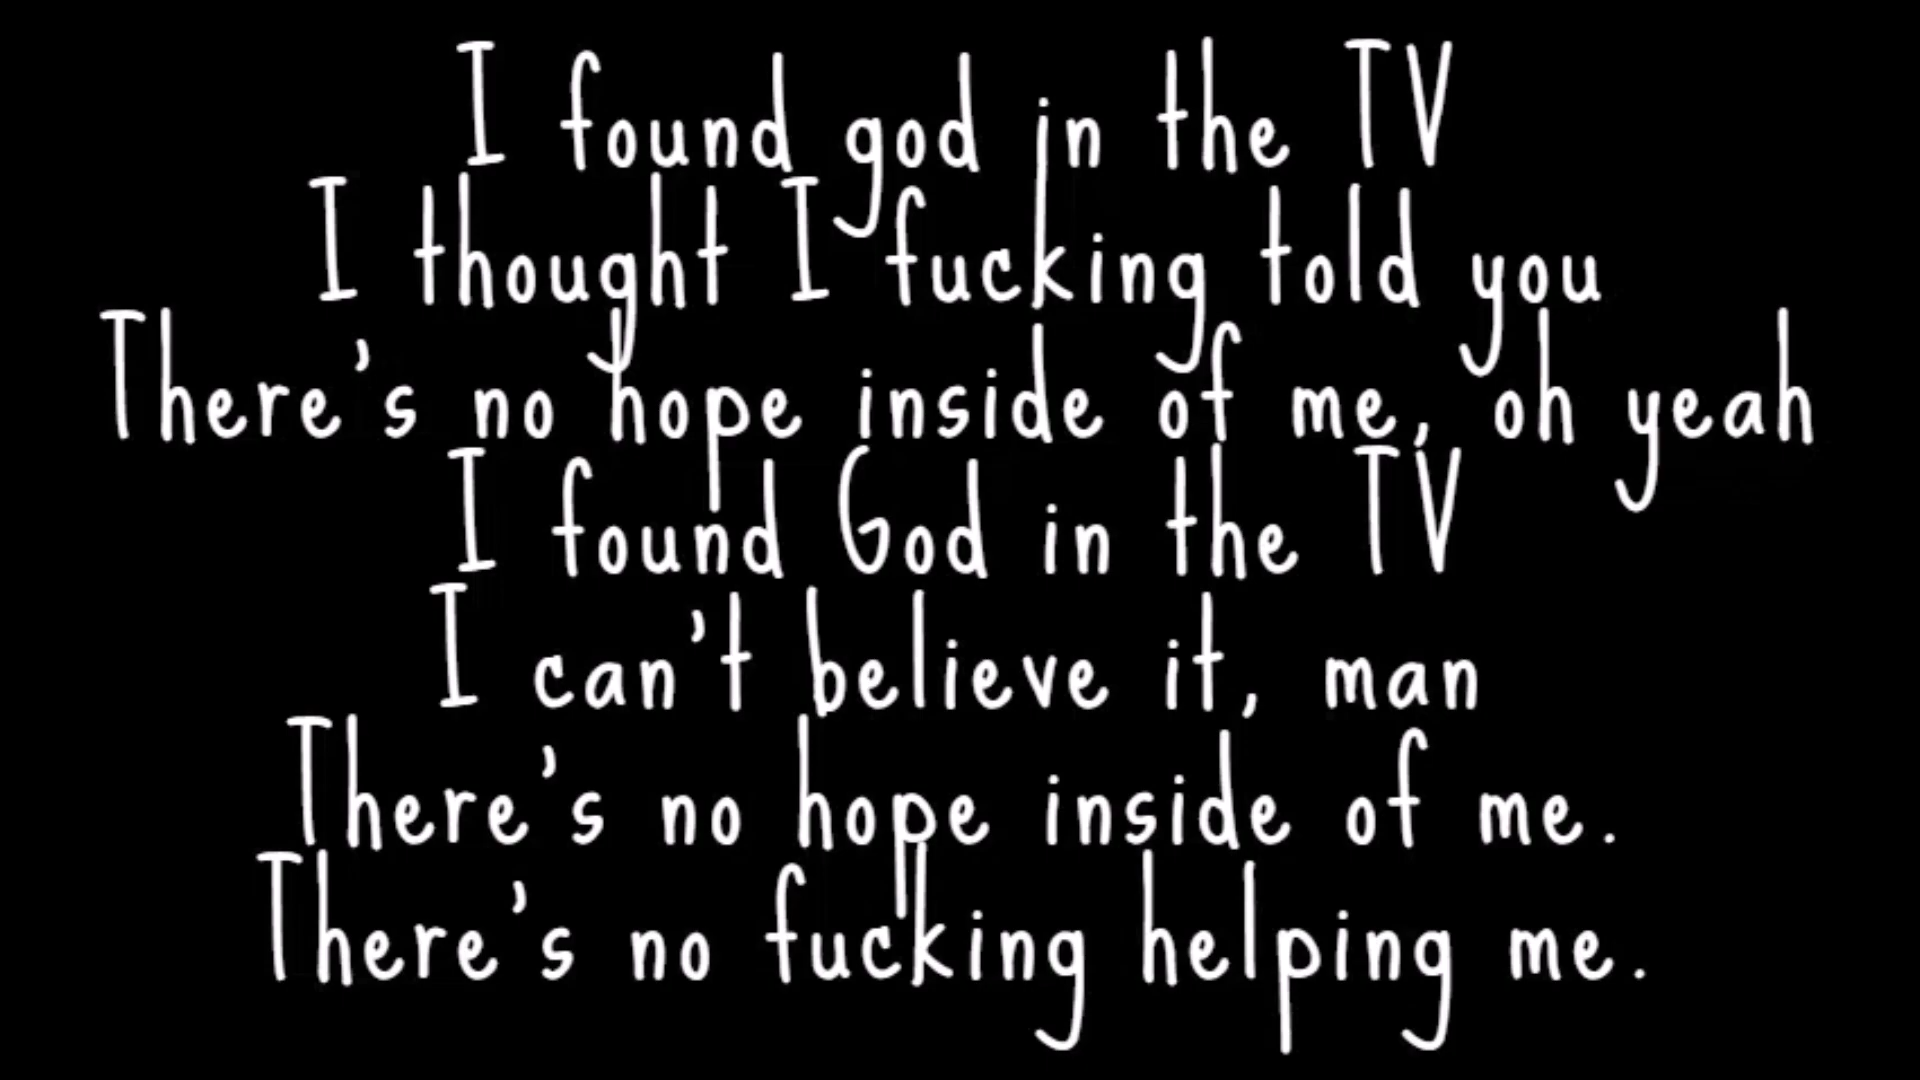 I found god in the TV
I thought I fucking told you
There's no hope inside of me, oh yeah
I found God in the TV
I can't believe it, man
There's no hope inside of me.
There's no fucking helping me.